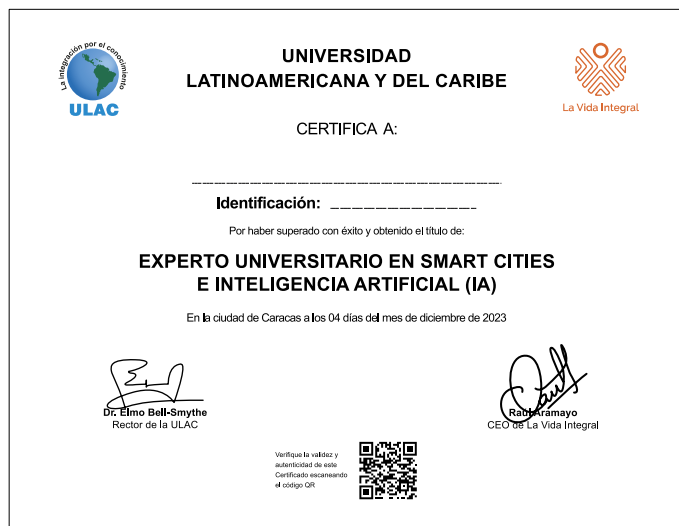 La integración por el conocimiento
ULAC
UNIVERSIDAD
LATINOAMERICANA Y DEL CARIBE
La Vida Integral
CERTIFICA A:
Identificación:
Por haber superado con éxito y obtenido el título de:
EXPERTO UNIVERSITARIO EN SMART CITIES
E INTELIGENCIA ARTIFICIAL (IA)
En la ciudad de Caracas a los 04 días del mes de diciembre de 2023
Dr. Elmo Bell-Smythe
Rector de la ULAC
Raúl Aramayo
CEO de La Vida Integral
Verifique la validez y
autenticidad de este
Certificado escaneando
el código QR